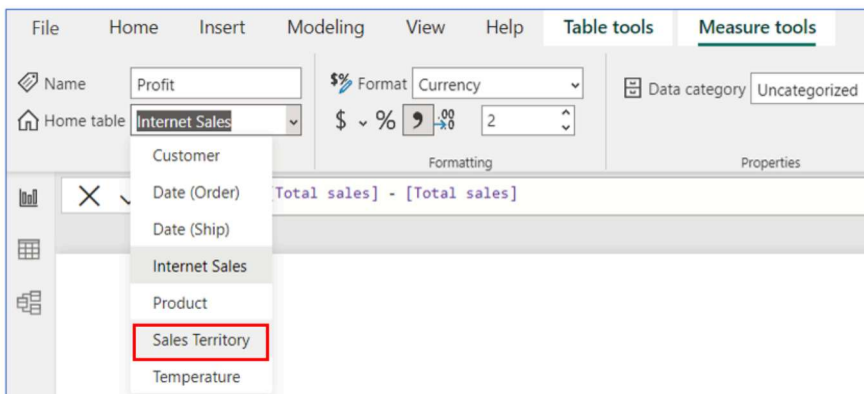 File Home Insert Modeling View Help Table tools Measure tools
Name Profit $% Format Currency Data category Uncategorized
Home table Internet Sales $ % , .00 2
Formatting Properties
Customer
Date (Order)
[Total sales] - [Total sales]
Date (Ship)
Internet Sales
Product
Sales Territory
Temperature